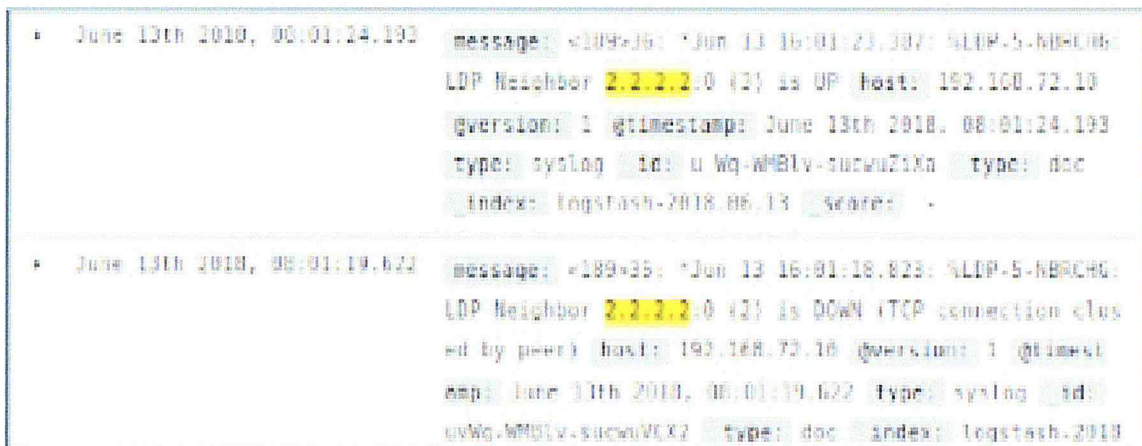 June 13th 2018, 08:01:24.193 message: <189>36: *Jun 13 16:01:23.387: %LDP-5-NBRCHG:
LDP Neighbor 2.2.2.2:0 (2) is UP host: 192.168.72.10
@version: 1 @timestamp: June 13th 2018, 08:01:24.193
type: syslog _id: _type: doc
_index: logstash-2018.06.13 _score: -
June 13th 2018, 08:01:19.622 message: <189>35: *Jun 13 16:01:18.823: %LDP-5-NBRCHG:
LDP Neighbor 2.2.2.2:0 (2) is DOWN (TCP connection clos
ed by peer) host: 192.168.72.10 @version: 1 @timest
amp: June 13th 2018, 08:01:19.622 type: syslog _id:
_type: doc _index: logstash-2018